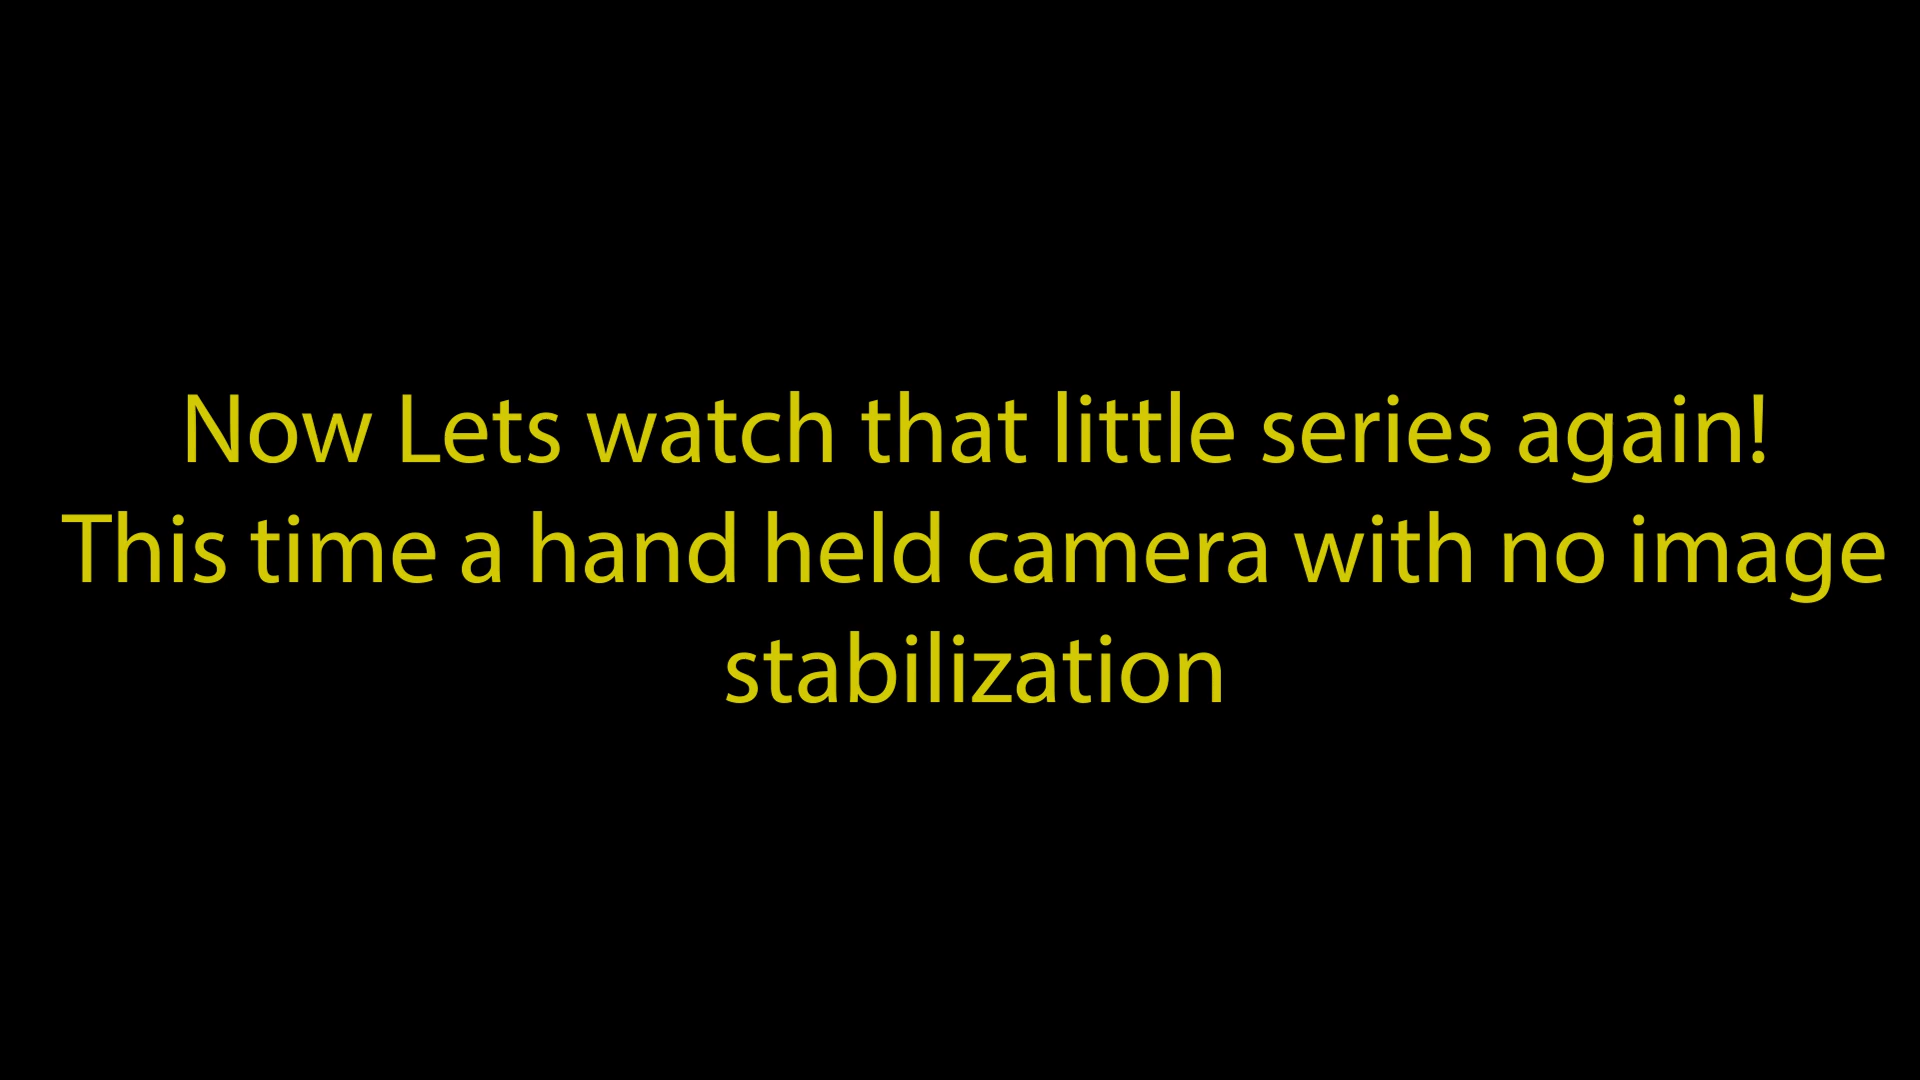 Now Lets watch that little series again!
This time a hand held camera with no image
stabilization